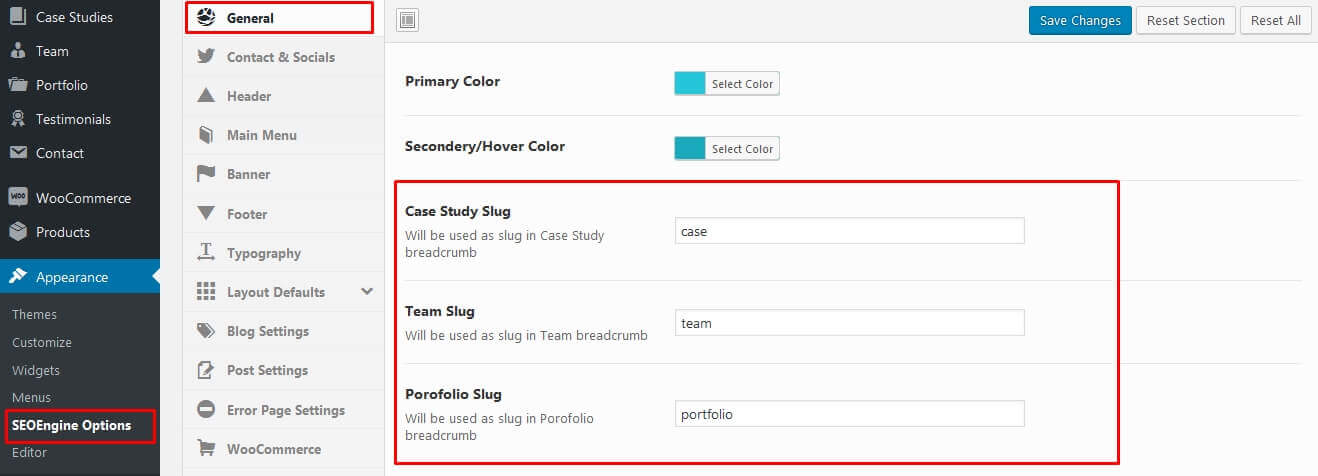 Case Studies
Team
Portfolio
Testimonials
Contact
WOO
WooCommerce
Products
Appearance
Themes
Customize
Widgets
Menus
SEOEngine Options
Editor
General
Contact & Socials
Header
Main Menu
Banner
Footer
Typography
Layout Defaults
Blog Settings
Post Settings
Error Page Settings
WooCommerce
Save Changes
Reset Section
Reset All
Primary Color
Select Color
Secondery/Hover Color
Select Color
Case Study Slug
Will be used as slug in Case Study
breadcrumb
case
Team Slug
Will be used as slug in Team breadcrumb
team
Porofolio Slug
Will be used as slug in Porofolio
breadcrumb
portfolio